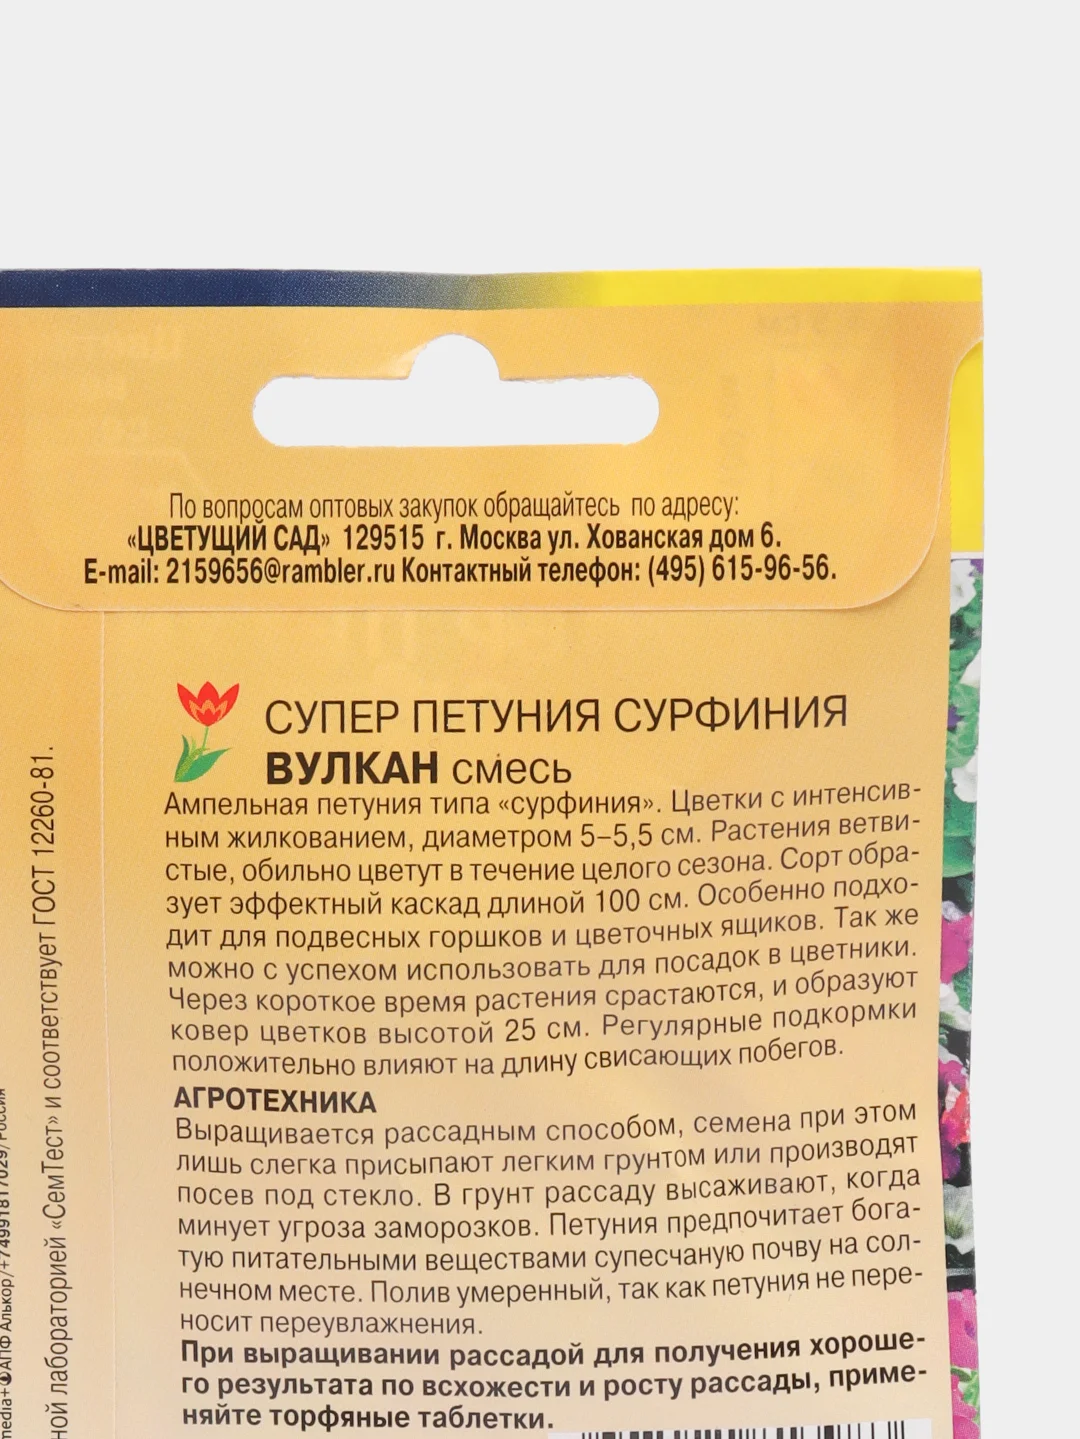 По вопросам оптовых закупок обращайтесь по адресу:
«ЦВЕТУЩИЙ САД» 129515 г. Москва ул. Хованская дом 6.
E-mail: 2159656@rambler.ru Контактный телефон: (495) 615-96-56.
СУПЕР ПЕТУНИЯ СУРФИНИЯ
ВУЛКАН смесь
Ампельная петуния типа «сурфиния». Цветки с интенсив-
ным жилкованием, диаметром 5–5,5 см. Растения ветви-
стые, обильно цветут в течение целого сезона. Сорт обра-
зует эффектный каскад длиной 100 см. Особенно подхо-
дит для подвесных горшков и цветочных ящиков. Так же
можно с успехом использовать для посадок в цветники.
Через короткое время растения срастаются, и образуют
ковер цветков высотой 25 см. Регулярные подкормки
положительно влияют на длину свисающих побегов.
АГРОТЕХНИКА
Выращивается рассадным способом, семена при этом
лишь слегка присыпают легким грунтом или производят
посев под стекло. В грунт рассаду высаживают, когда
минует угроза заморозков. Петуния предпочитает бога-
тую питательными веществами супесчаную почву на сол-
нечном месте. Полив умеренный, так как петуния не пере-
носит переувлажнения.
При выращивании рассадой для получения хороше-
го результата по всхожести и росту рассады, приме-
няйте торфяные таблетки.
ной лабораторией «СемТест» и соответствует ГОСТ 12260-81.
media+ АПФ Алькор/+74991817029/ Россия